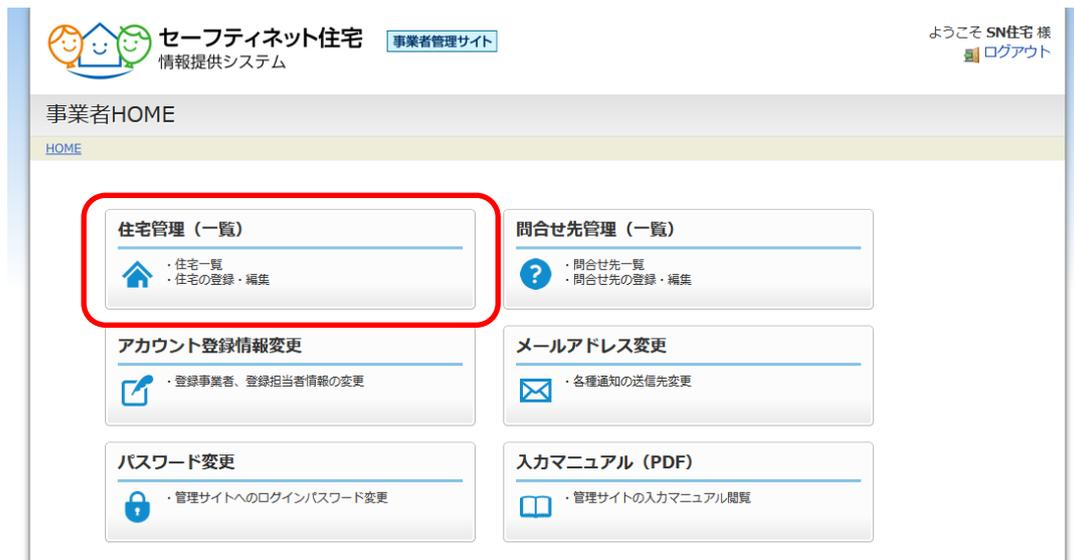 セーフティネット住宅
情報提供システム
事業者管理サイト
ようこそ SN住宅 様
ログアウト
事業者HOME
HOME
住宅管理（一覧）
・住宅一覧
・住宅の登録・編集
問合せ先管理（一覧）
・問合せ先一覧
・問合せ先の登録・編集
アカウント登録情報変更
・登録事業者、登録担当者情報の変更
メールアドレス変更
・各種通知の送信先変更
パスワード変更
・管理サイトへのログインパスワード変更
入力マニュアル（PDF）
・管理サイトの入力マニュアル閲覧